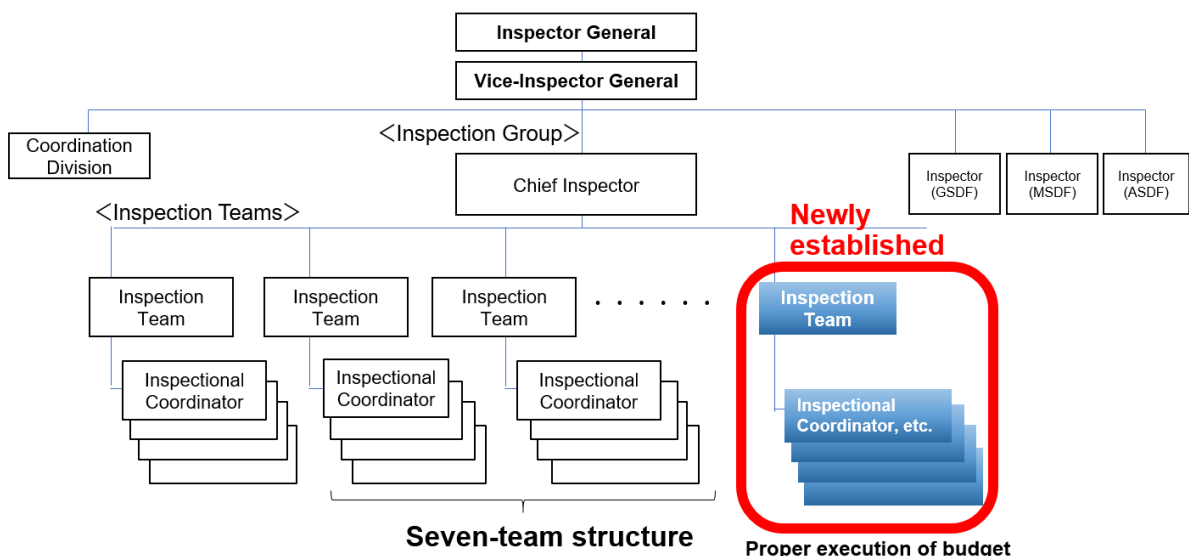 Inspector General
Vice-Inspector General
Coordination
Division
<Inspection Group>
Chief Inspector
Inspector
(GSDF)
Inspector
(MSDF)
Inspector
(ASDF)
<Inspection Teams>
Newly
established
Inspection
Team
Inspection
Team
Inspection
Team
· · · · · ·
Inspection
Team
Inspectional
Coordinator
Inspectional
Coordinator
Inspectional
Coordinator
Inspectional
Coordinator, etc.
Seven-team structure
Proper execution of budget